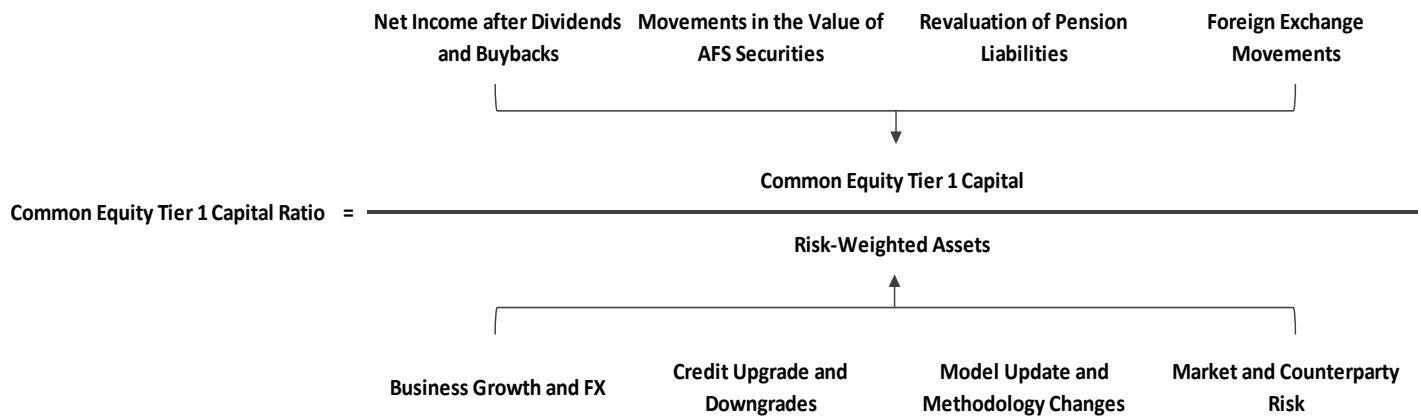 Net Income after Dividends
and Buybacks
Movements in the Value of
AFS Securities
Revaluation of Pension
Liabilities
Foreign Exchange
Movements
Common Equity Tier 1 Capital
Common Equity Tier 1 Capital Ratio =
Risk-Weighted Assets
Business Growth and FX
Credit Upgrade and
Downgrades
Model Update and
Methodology Changes
Market and Counterparty
Risk